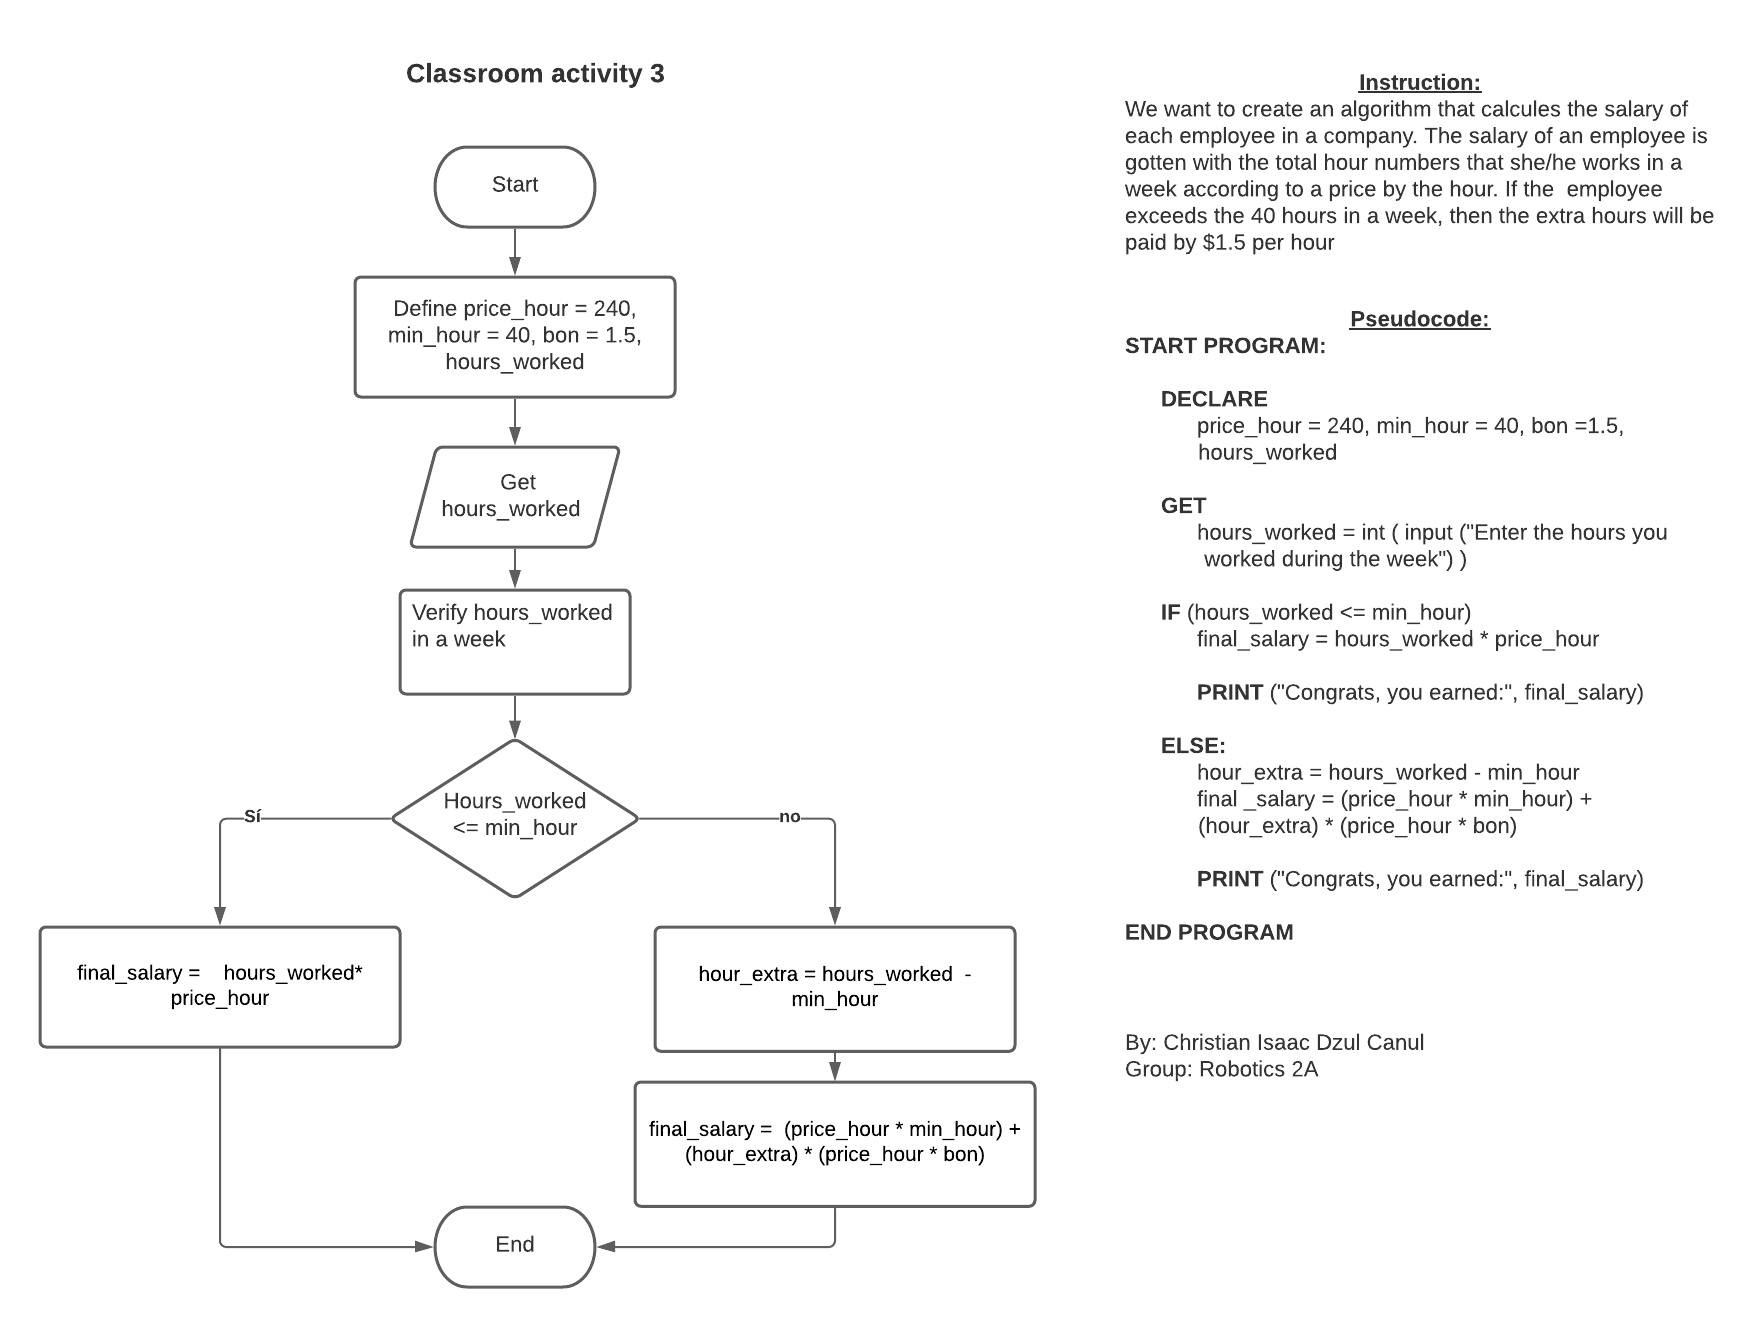 Classroom activity 3
Start
Define price_hour = 240,
min_hour = 40, bon = 1.5,
hours_worked
Get
hours_worked
Verify hours_worked
in a week
Hours_worked
<= min_hour
Sí
no
final_salary =    hours_worked*
price_hour
hour_extra = hours_worked  -
min_hour
final_salary =  (price_hour * min_hour) +
(hour_extra) * (price_hour * bon)
End
Instruction:
We want to create an algorithm that calcules the salary of
each employee in a company. The salary of an employee is
gotten with the total hour numbers that she/he works in a
week according to a price by the hour. If the  employee
exceeds the 40 hours in a week, then the extra hours will be
paid by $1.5 per hour
Pseudocode:
START PROGRAM:
DECLARE
price_hour = 240, min_hour = 40, bon =1.5,
hours_worked
GET
hours_worked = int ( input ("Enter the hours you
worked during the week") )
IF (hours_worked <= min_hour)
final_salary = hours_worked * price_hour
PRINT ("Congrats, you earned:", final_salary)
ELSE:
hour_extra = hours_worked - min_hour
final _salary = (price_hour * min_hour) +
(hour_extra) * (price_hour * bon)
PRINT ("Congrats, you earned:", final_salary)
END PROGRAM
By: Christian Isaac Dzul Canul
Group: Robotics 2A